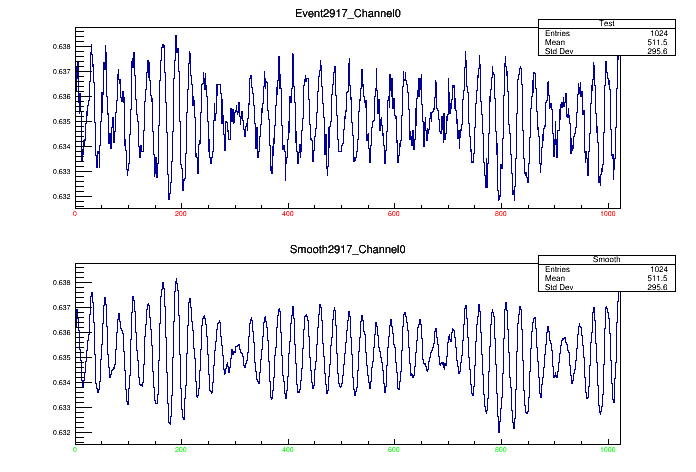 Event2917_Channel0
Test
Entries 1024
Mean 511.5
Std Dev 295.6
0.638
0.637
0.636
0.635
0.634
0.633
0.632
0 200 400 600 800 1000
Smooth2917_Channel0
Smooth
Entries 1024
Mean 511.5
Std Dev 295.6
0.638
0.637
0.636
0.635
0.634
0.633
0.632
0 200 400 600 800 1000